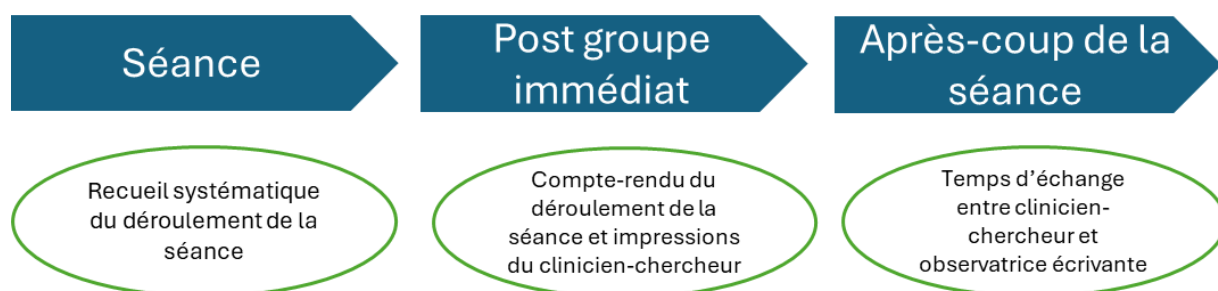 Séance
Post groupe
immédiat
Après-coup de la
séance
Recueil systématique
du déroulement de la
séance
Compte-rendu du
déroulement de la
séance et impressions
du clinicien-chercheur
Temps d'échange
entre clinicien-
chercheur et
observatrice écrivante